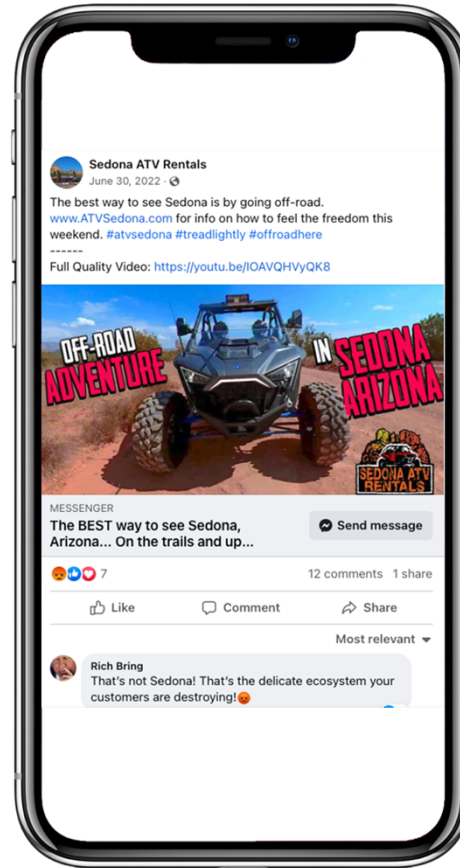 Sedona ATV Rentals
June 30, 2022 ·
The best way to see Sedona is by going off-road.
www.ATVSedona.com for info on how to feel the freedom this
weekend. #atvsedona #treadlightly #offroadhere
------
Full Quality Video: https://youtu.be/IOAVQHVyQK8
OFF-ROAD
ADVENTURE
IN SEDONA
ARIZONA
SEDONA ATV
RENTALS
MESSENGER
The BEST way to see Sedona,
Arizona... On the trails and up...
Send message
7
12 comments 1 share
Like Comment Share
Most relevant
Rich Bring
That's not Sedona! That's the delicate ecosystem your
customers are destroying!😡